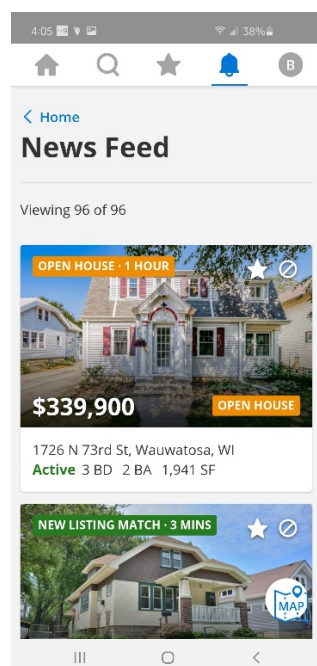 4:05 38%
B
Home
News Feed
Viewing 96 of 96
OPEN HOUSE · 1 HOUR
$339,900 OPEN HOUSE
1726 N 73rd St, Wauwatosa, WI
Active 3 BD 2 BA 1,941 SF
NEW LISTING MATCH · 3 MINS
MAP